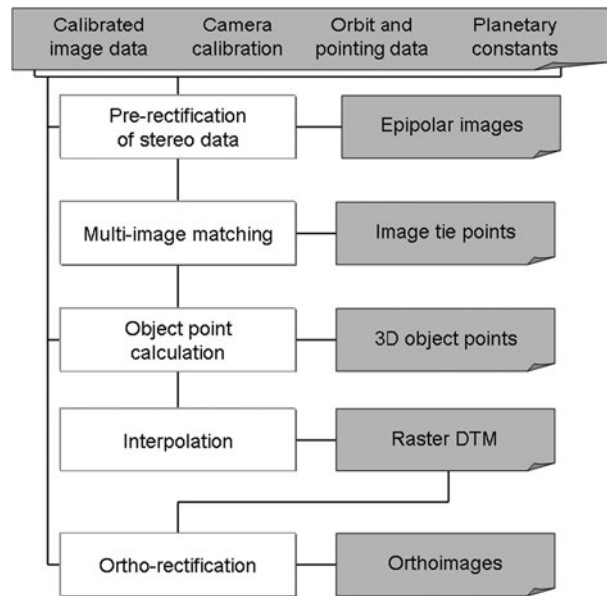 Calibrated image data
Camera calibration
Orbit and pointing data
Planetary constants
Pre-rectification of stereo data
Epipolar images
Multi-image matching
Image tie points
Object point calculation
3D object points
Interpolation
Raster DTM
Ortho-rectification
Orthoimages